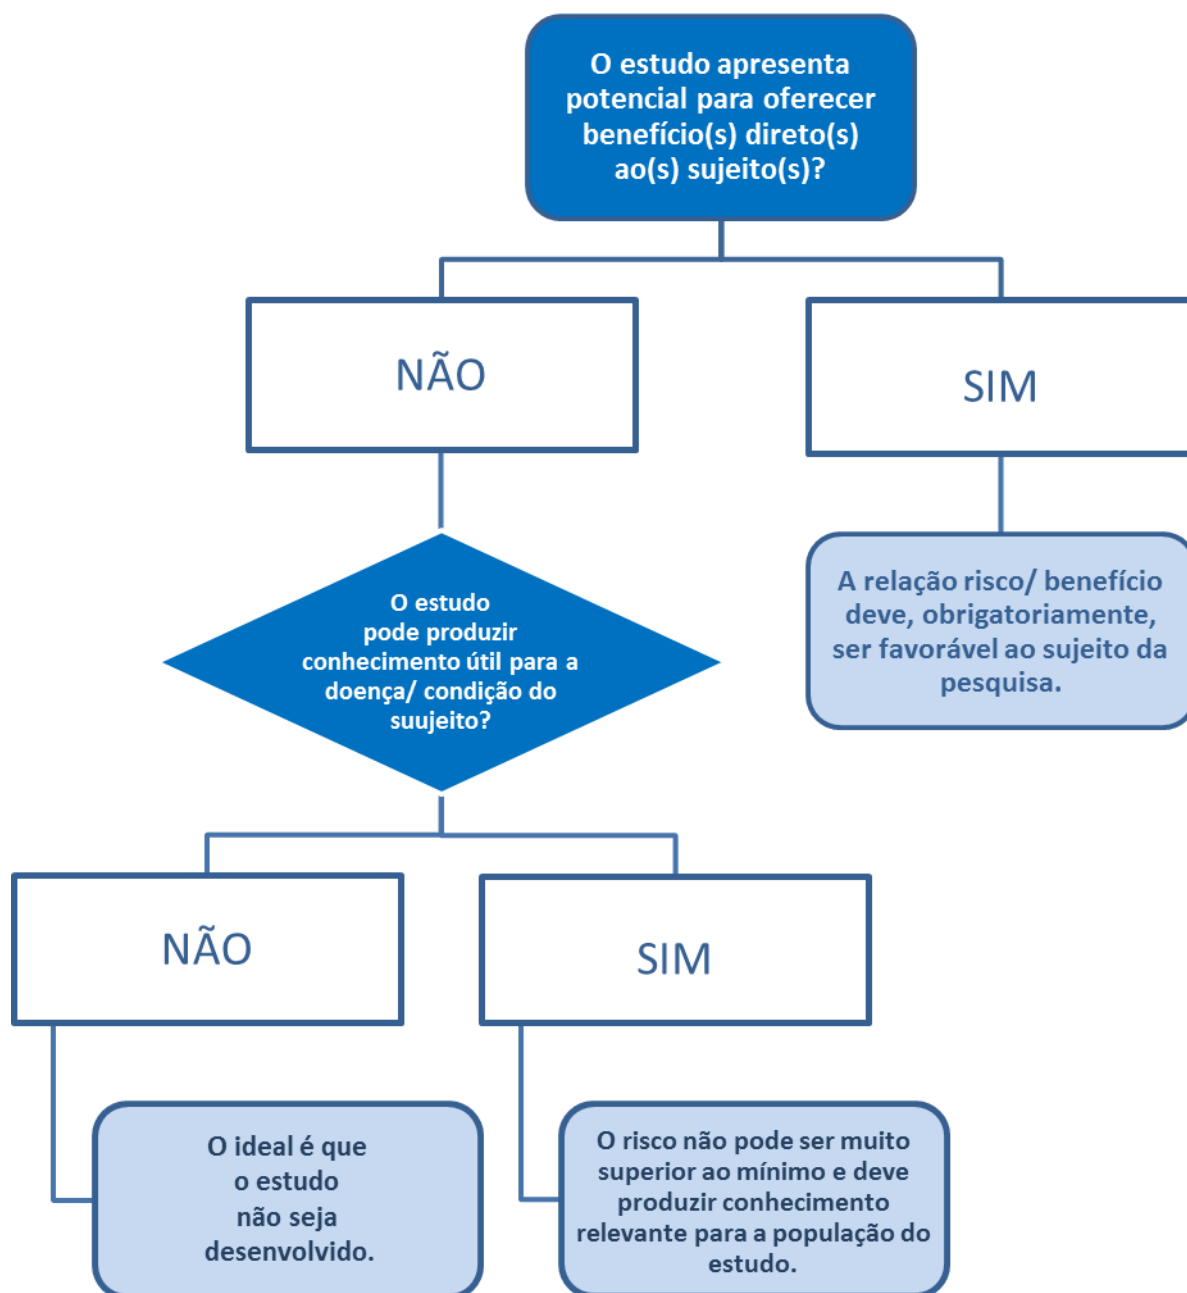 O estudo apresenta
potencial para oferecer
benefício(s) direto(s)
ao(s) sujeito(s)?
NÃO
SIM
O estudo
pode produzir
conhecimento útil para a
doença/ condição do
suujeito?
A relação risco/ benefício
deve, obrigatoriamente,
ser favorável ao sujeito da
pesquisa.
NÃO
SIM
O ideal é que
o estudo
não seja
desenvolvido.
O risco não pode ser muito
superior ao mínimo e deve
produzir conhecimento
relevante para a população do
estudo.